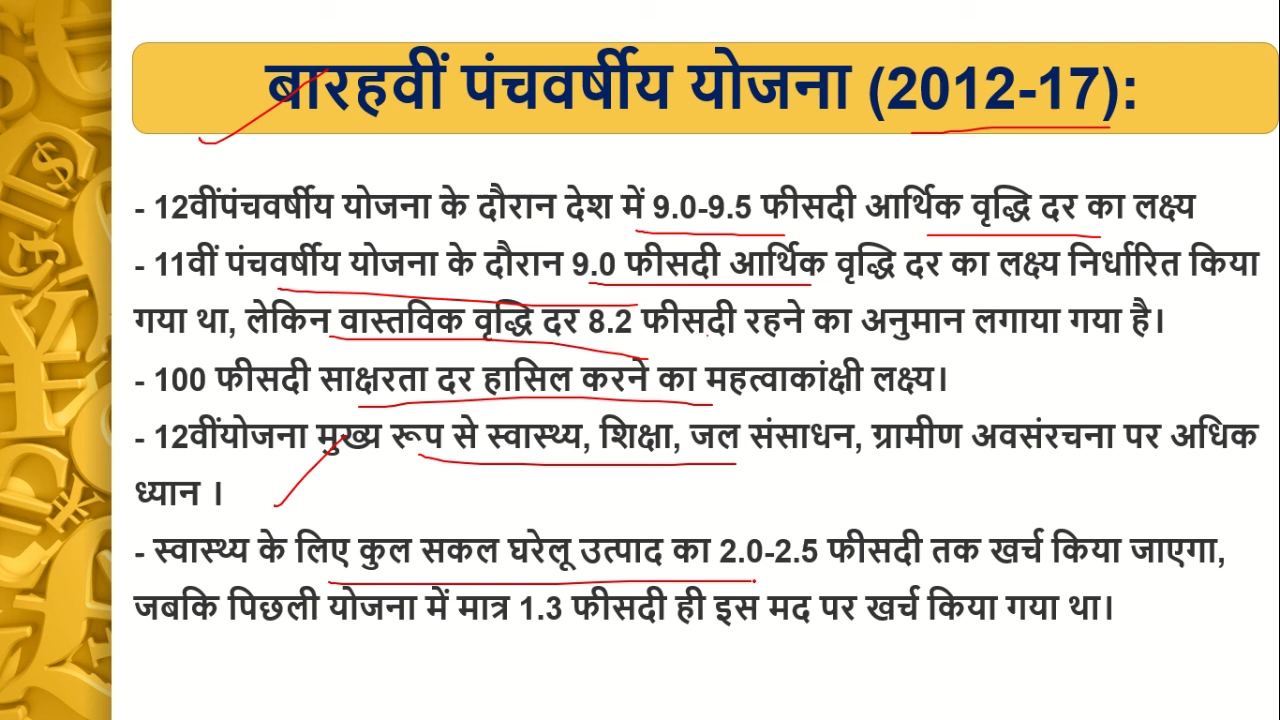 बारहवीं पंचवर्षीय योजना (2012-17):
- 12वींपंचवर्षीय योजना के दौरान देश में 9.0-9.5 फीसदी आर्थिक वृद्धि दर का लक्ष्य
- 11वीं पंचवर्षीय योजना के दौरान 9.0 फीसदी आर्थिक वृद्धि दर का लक्ष्य निर्धारित किया
गया था, लेकिन वास्तविक वृद्धि दर 8.2 फीसदी रहने का अनुमान लगाया गया है।
- 100 फीसदी साक्षरता दर हासिल करने का महत्वाकांक्षी लक्ष्य।
- 12वींयोजना मुख्य रूप से स्वास्थ्य, शिक्षा, जल संसाधन, ग्रामीण अवसंरचना पर अधिक
ध्यान ।
- स्वास्थ्य के लिए कुल सकल घरेलू उत्पाद का 2.0-2.5 फीसदी तक खर्च किया जाएगा,
जबकि पिछली योजना में मात्र 1.3 फीसदी ही इस मद पर खर्च किया गया था।